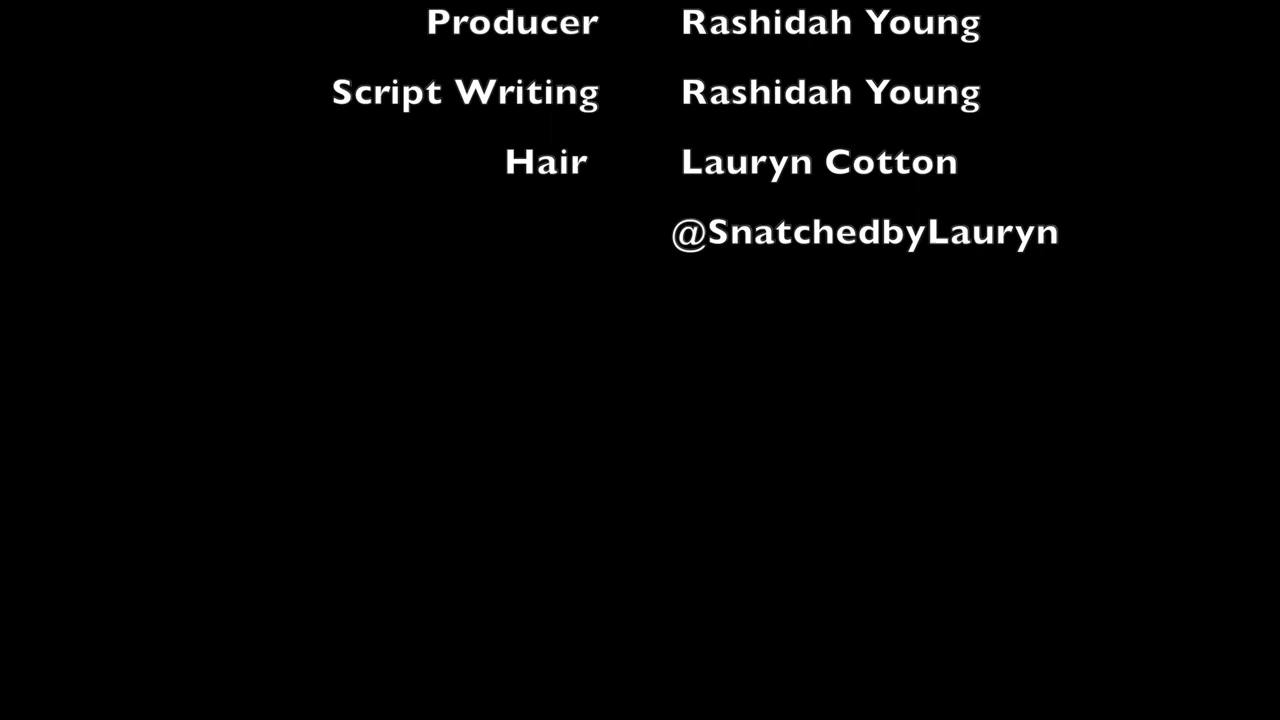 Producer Rashidah Young
Script Writing Rashidah Young
Hair Lauryn Cotton
@SnatchedbyLauryn